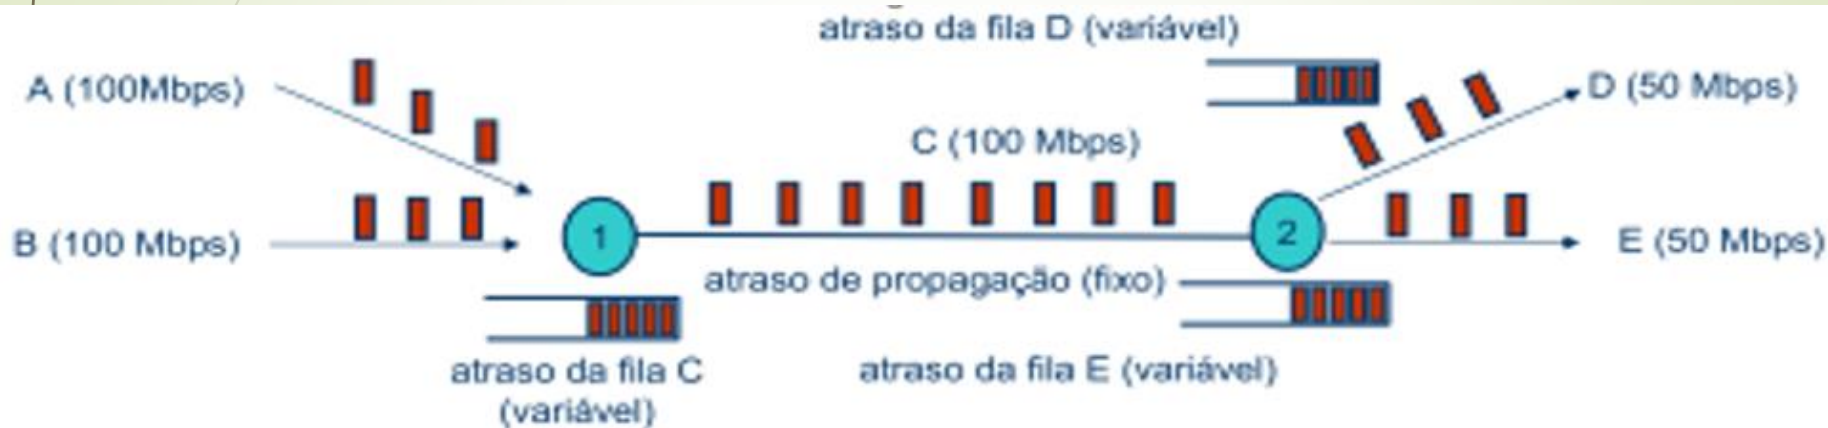 atraso da fila D (variável)
A (100Mbps)
D (50 Mbps)
C (100 Mbps)
B (100 Mbps)
1
2
E (50 Mbps)
atraso de propagação (fixo)
atraso da fila C
(variável)
atraso da fila E (variável)